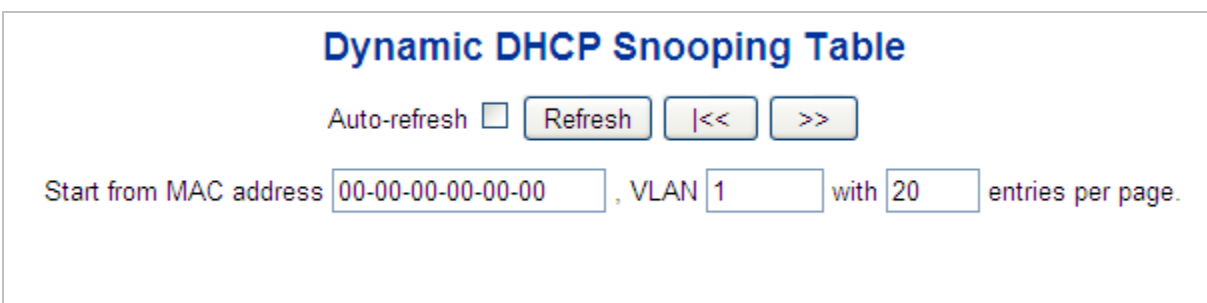 Dynamic DHCP Snooping Table
Auto-refresh Refresh |<< >>
Start from MAC address 00-00-00-00-00-00 , VLAN 1 with 20 entries per page.